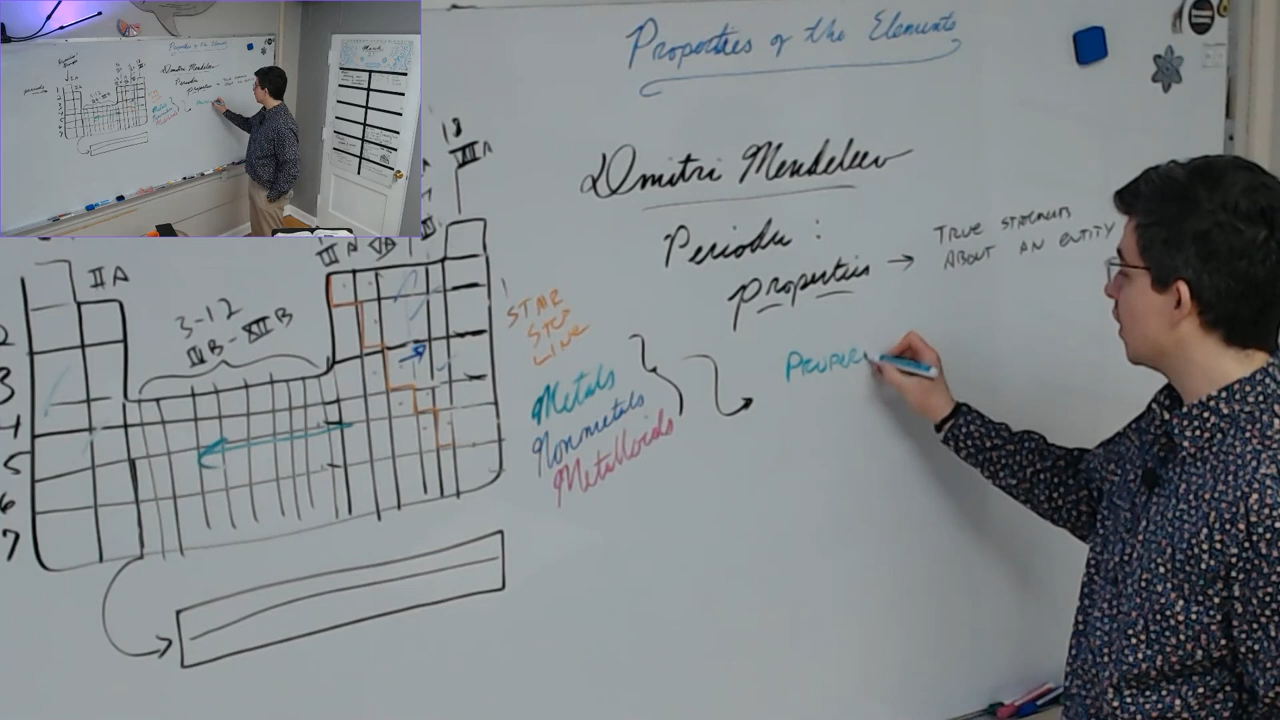 Properties of the Elements
Dmitri Mendeleev
Periodic:
properties → TRUE STATEMENTS
ABOUT AN ENTITY
PROPER
18
VIII A
II A
III A
3-12
III B - XII B
2
3
4
5
6
7
STAIR
STEP
LINE
Metals
Nonmetals
Metalloids